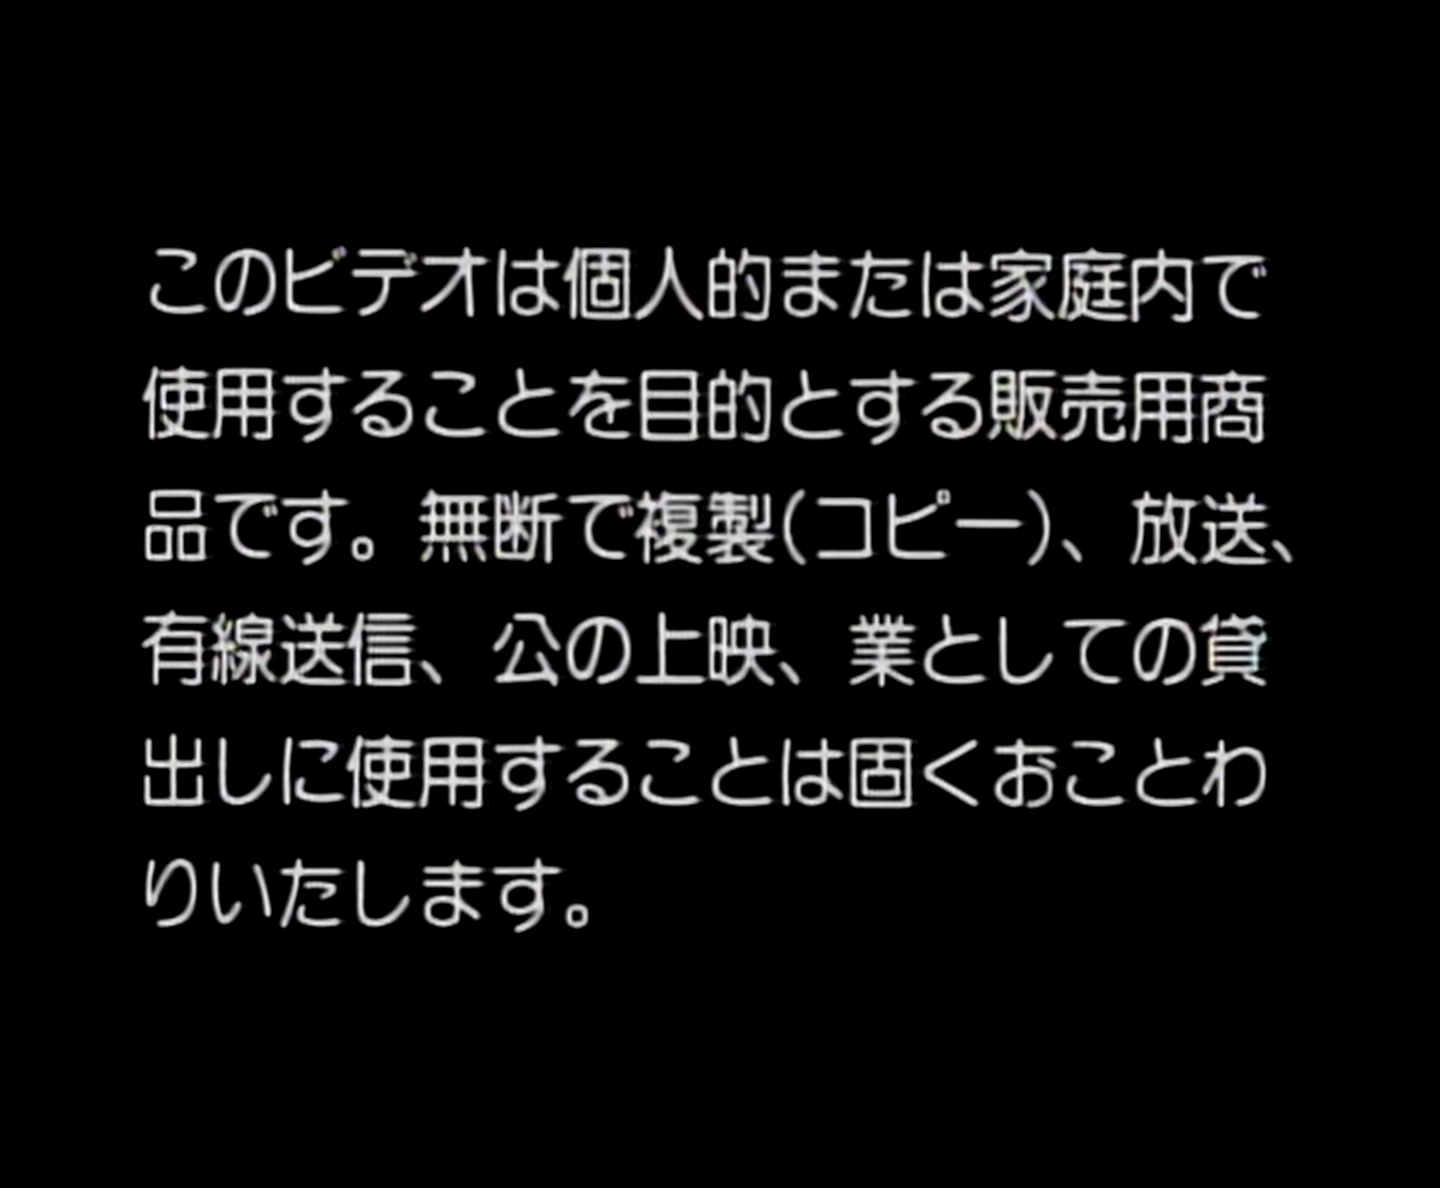 このビデオは個人的または家庭内で
使用することを目的とする販売用商
品です。無断で複製(コピー)、放送、
有線送信、公の上映、業としての貸
出しに使用することは固くおことわ
りいたします。